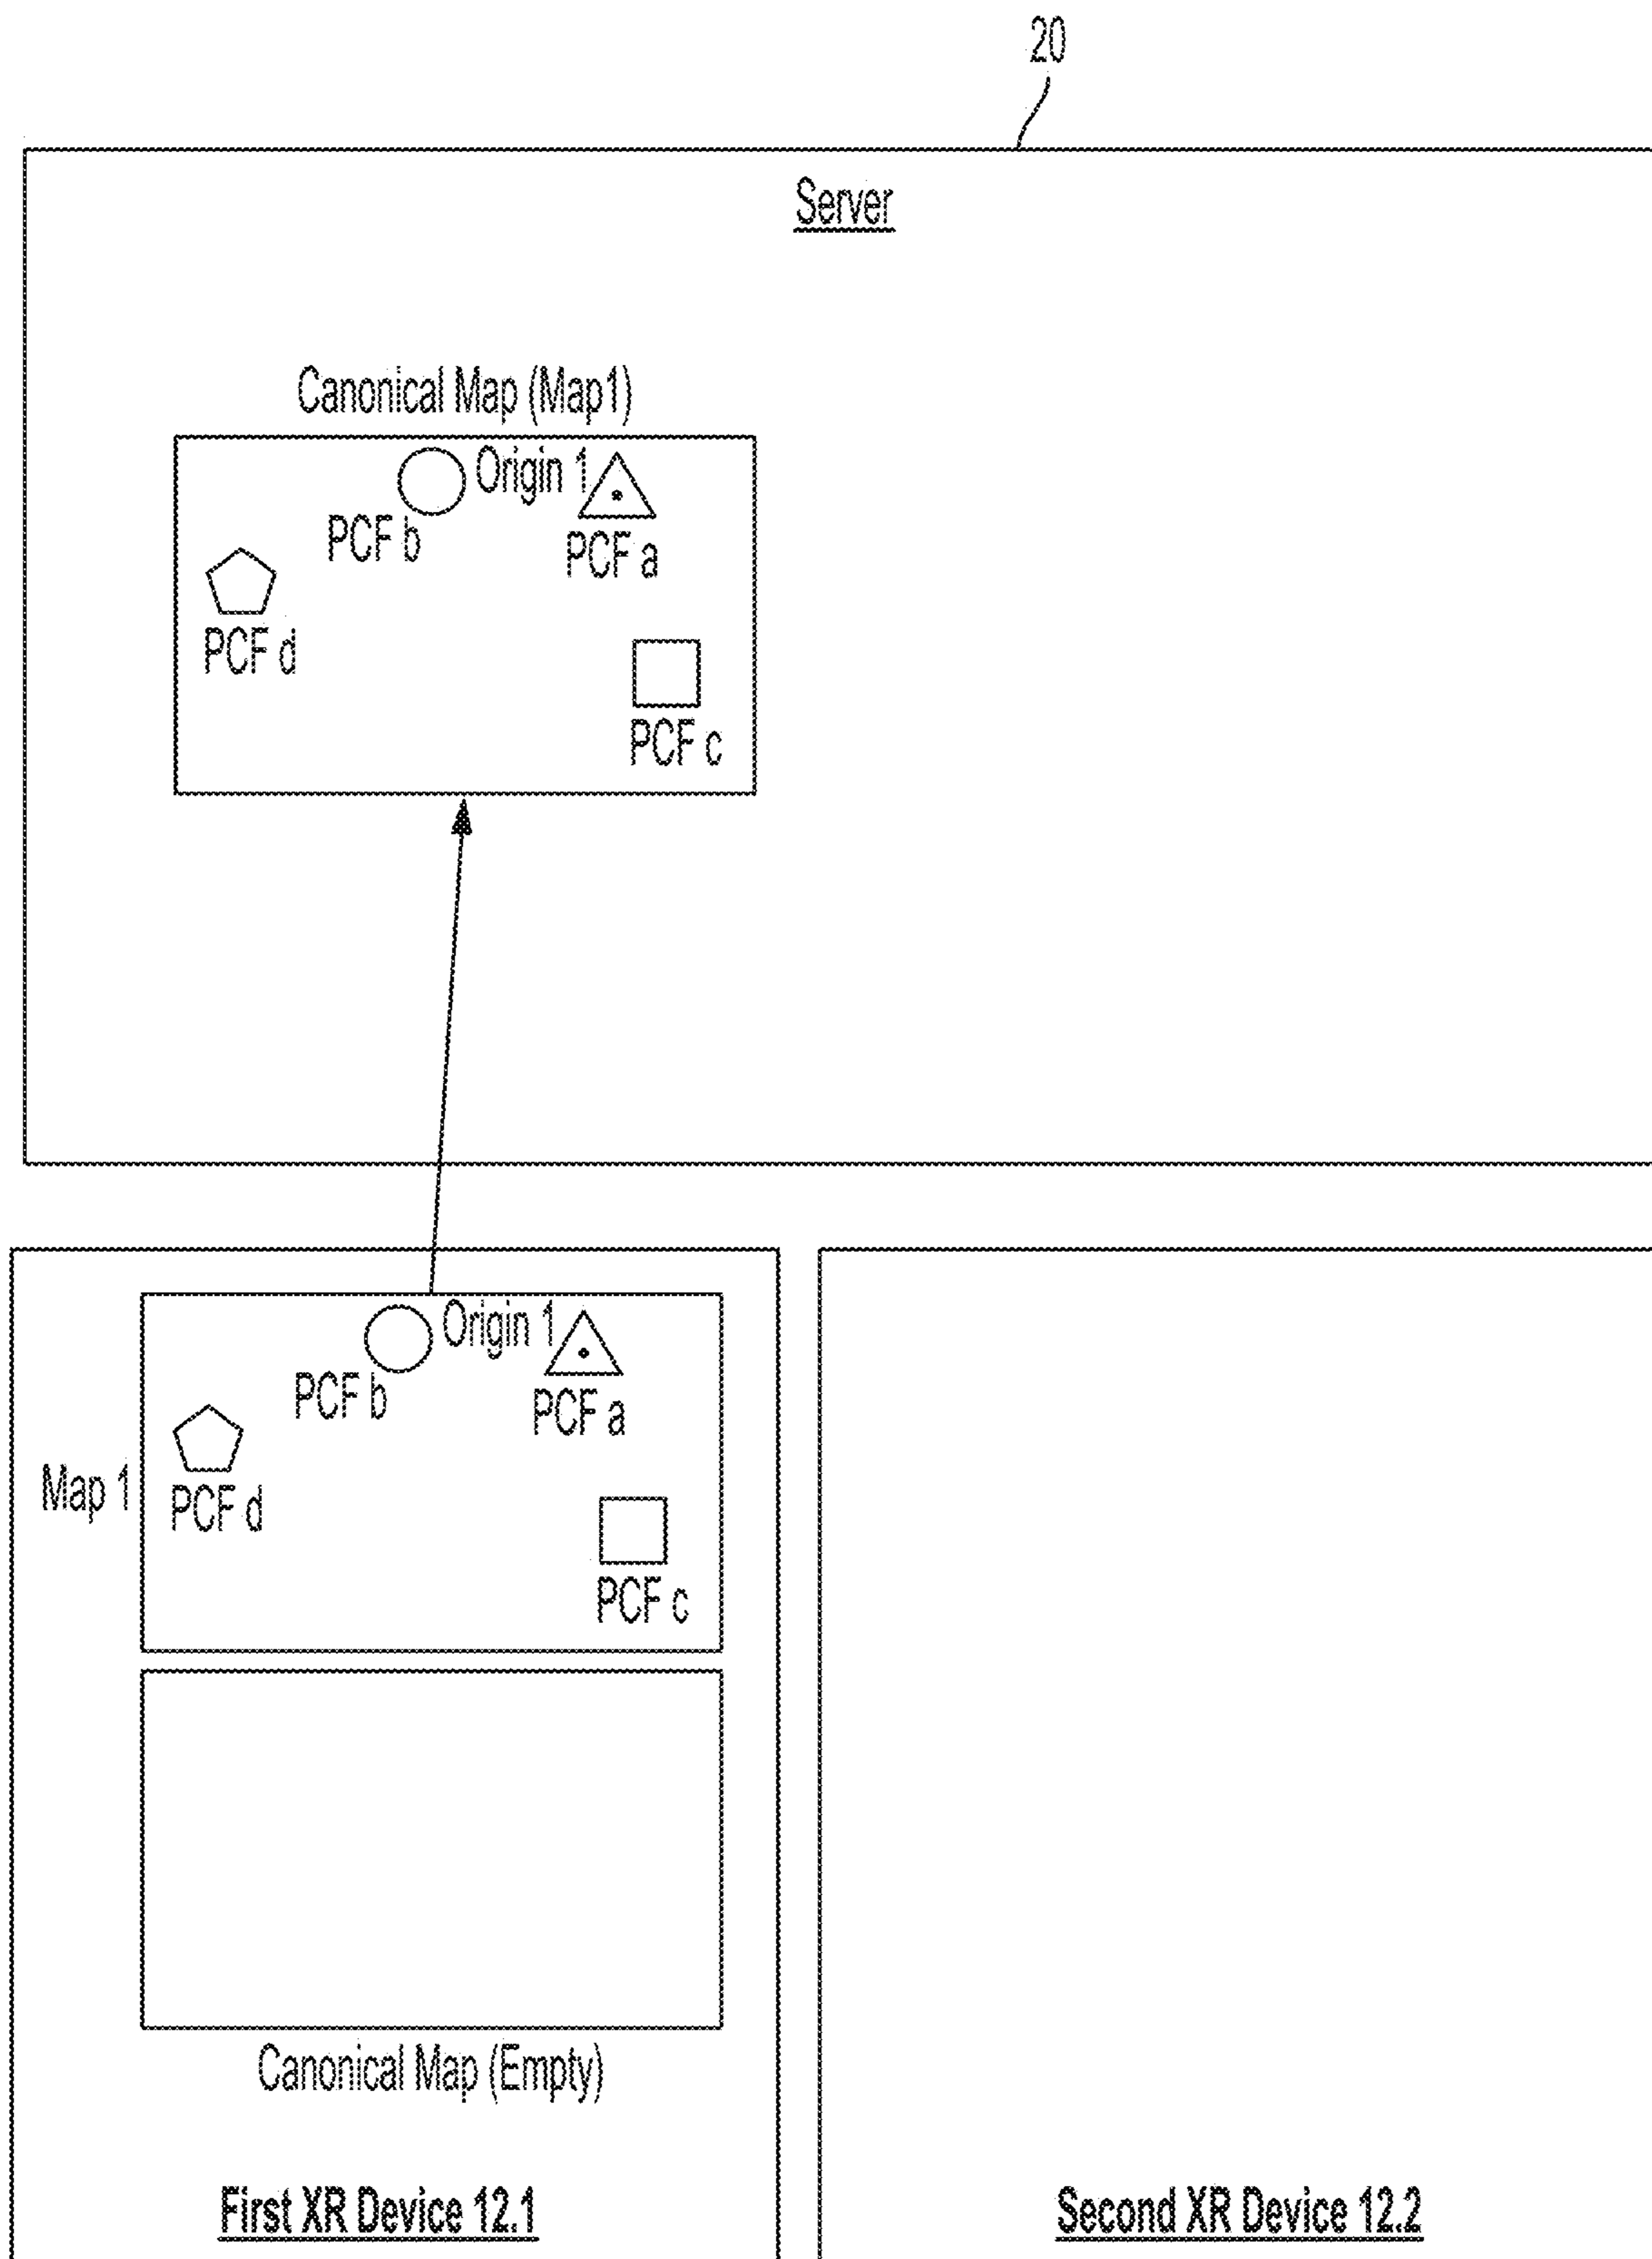 20
Server
Canonical Map (Map1)
Origin 1
PCF b
PCF a
PCF d
PCF c
Origin 1
PCF b
PCF a
Map 1
PCF d
PCF c
Canonical Map (Empty)
First XR Device 12.1
Second XR Device 12.2